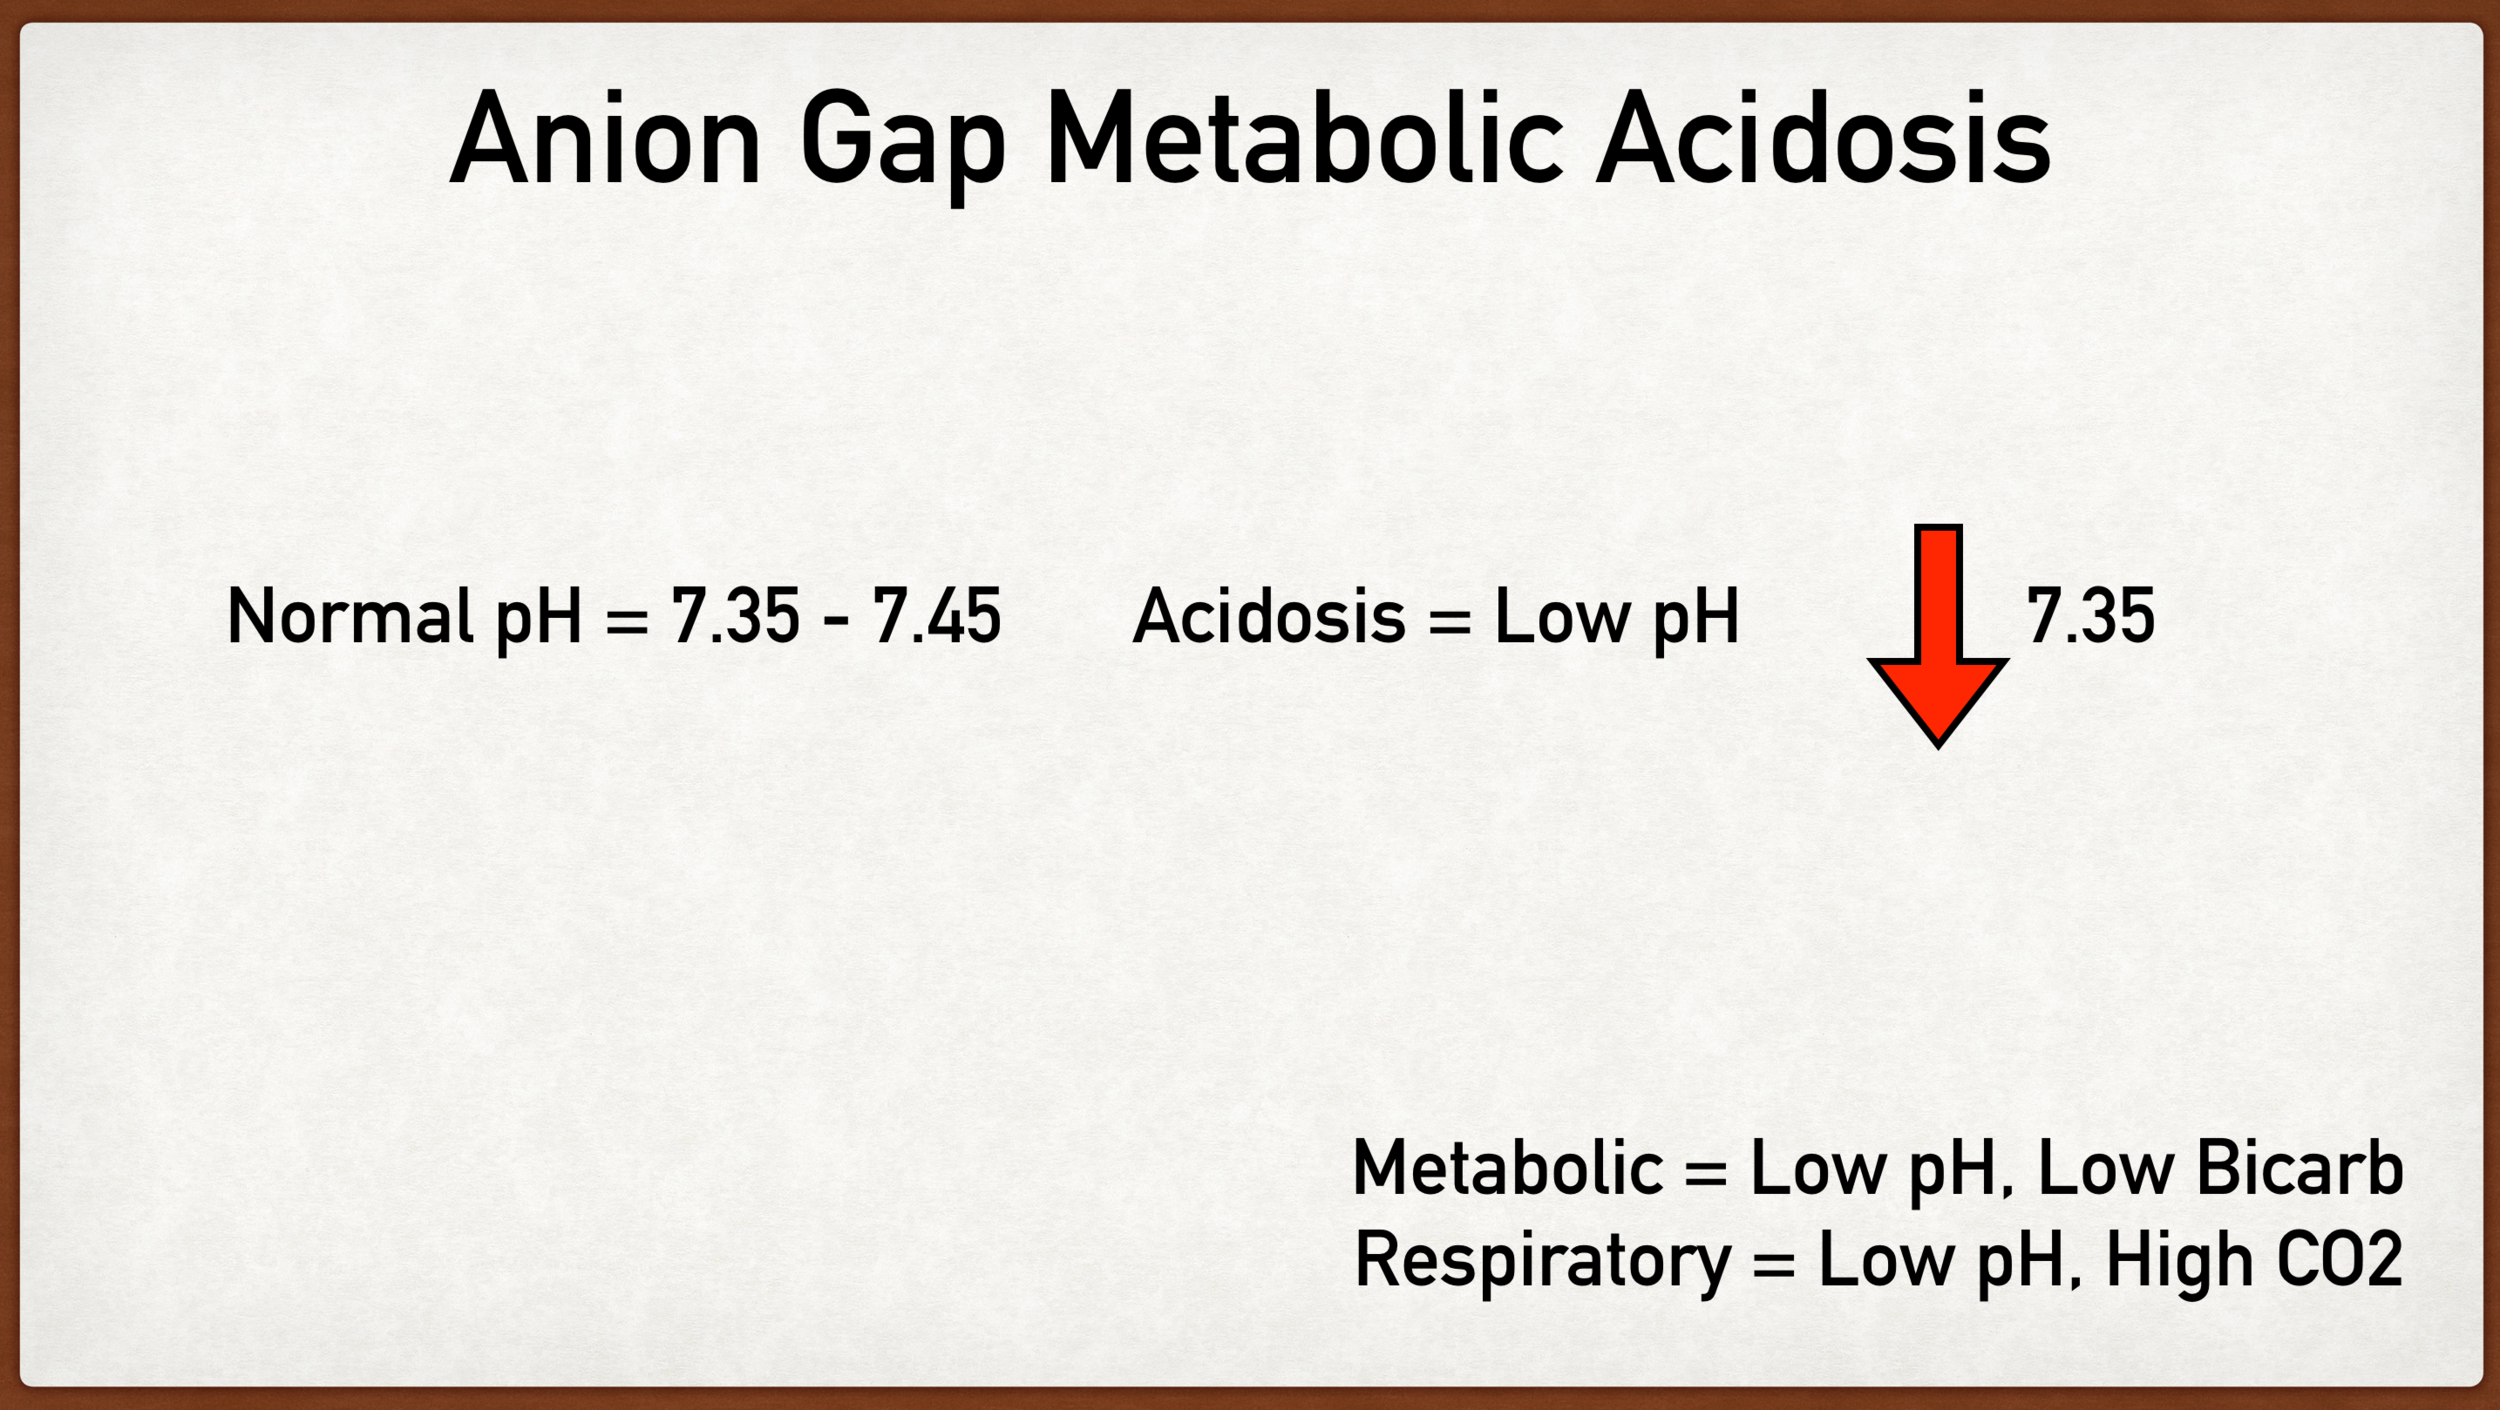 Anion Gap Metabolic Acidosis
Normal pH = 7.35 - 7.45
Acidosis = Low pH
7.35
Metabolic = Low pH, Low Bicarb
Respiratory = Low pH, High CO2